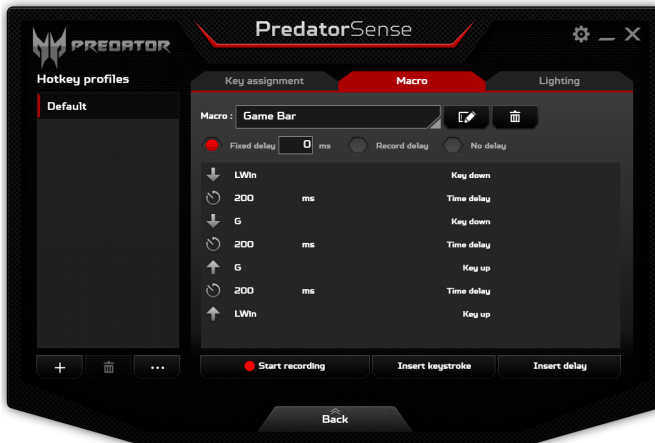 PredatorSense
PREDATOR
Hotkey profiles
Default
Key assignment Macro Lighting
Macro : Game Bar
Fixed delay 0 ms Record delay No delay
LWin Key down
200 ms Time delay
G Key down
200 ms Time delay
G Key up
200 ms Time delay
LWin Key up
Start recording Insert keystroke Insert delay
Back